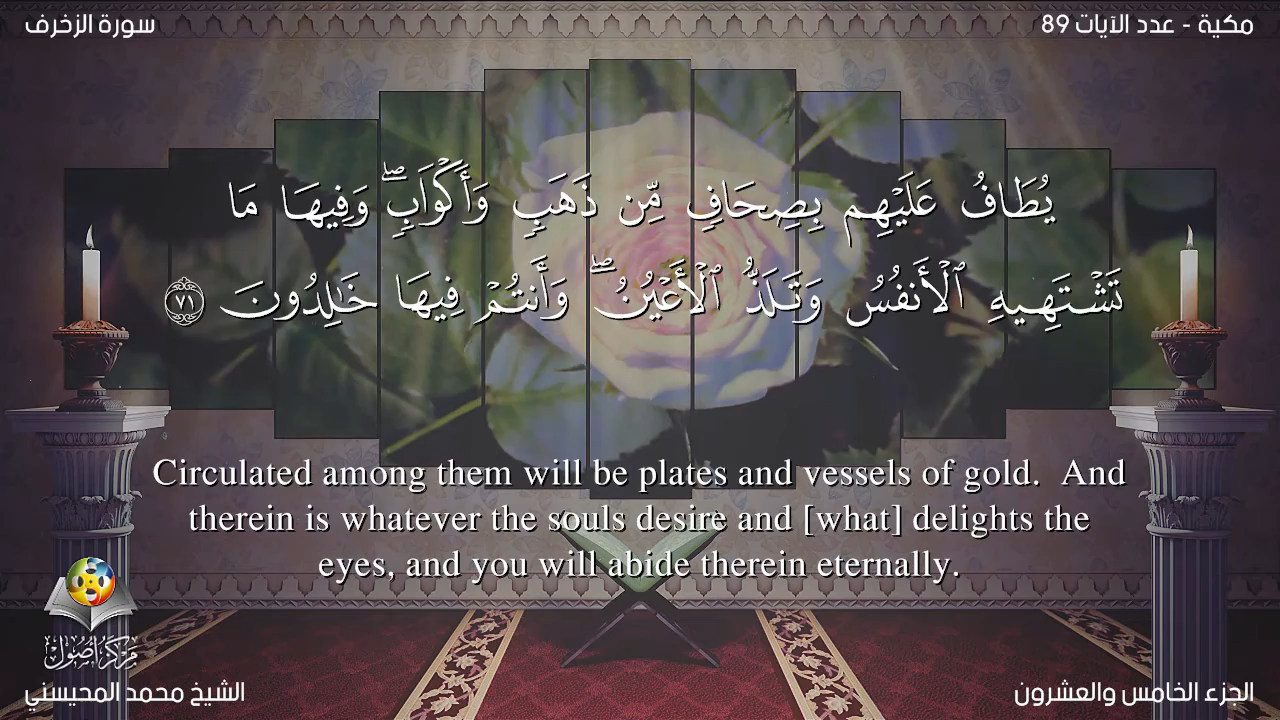 مكية - عدد الآيات 89
سورة الزخرف
يُطَافُ عَلَيْهِم بِصِحَافٍ مِّن ذَهَبٍ وَأَكْوَابٍ ۖ وَفِيهَا مَا
تَشْتَهِيهِ ٱلْأَنفُسُ وَتَلَذُّ ٱلْأَعْيُنُ ۖ وَأَنتُمْ فِيهَا خَـٰلِدُونَ ٧١
Circulated among them will be plates and vessels of gold.  And
therein is whatever the souls desire and [what] delights the
eyes, and you will abide therein eternally.
مركز أصول
الجزء الخامس والعشرون
الشيخ محمد المحيسني